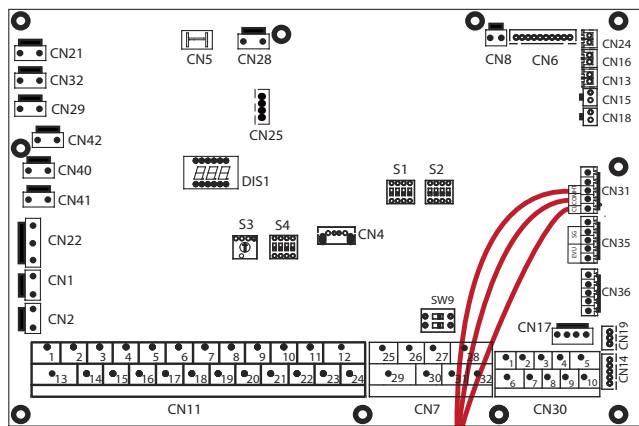 CN21
CN32
CN29
CN42
CN40
CN41
CN22
CN1
CN2
CN5
CN28
CN25
DIS1
S1
S2
S3
S4
CN4
SW9
CN8
CN6
CN24
CN16
CN13
CN15
CN18
CN31
SG
EVU
CN35
CN36
CN17
CN19
CN14
1 2 3 4 5 6 7 8 9 10 11 12
13 14 15 16 17 18 19 20 21 22 23 24
CN11
25 26 27 28
29 30 31 32
CN7
1 2 3 4 5
6 7 8 9 10
CN30